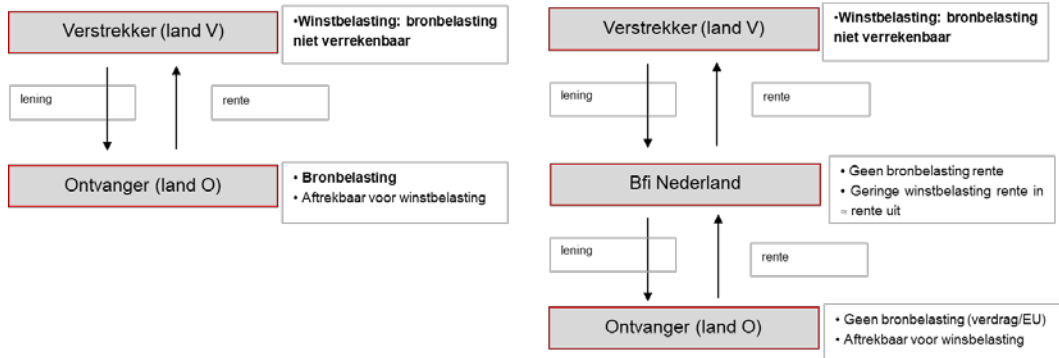 Verstrekker (land V)
•Winstbelasting: bronbelasting
niet verrekenbaar
lening
rente
Ontvanger (land O)
• Bronbelasting
• Aftrekbaar voor winstbelasting
Verstrekker (land V)
•Winstbelasting: bronbelasting
niet verrekenbaar
lening
rente
Bfi Nederland
• Geen bronbelasting rente
• Geringe winstbelasting rente in
= rente uit
lening
rente
Ontvanger (land O)
• Geen bronbelasting (verdrag/EU)
• Aftrekbaar voor winsbelasting